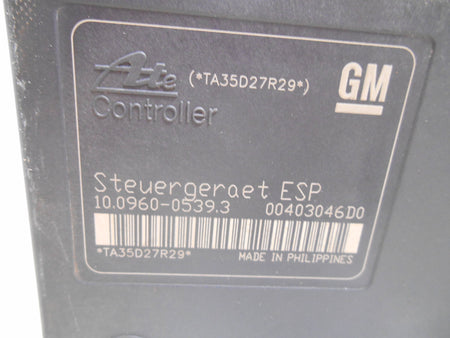 Ate (*TA35D27R29*) GM
Controller
Steuergeraet ESP
10.0960-0539.3 00403046D0
*TA35D27R29* MADE IN PHILIPPINES